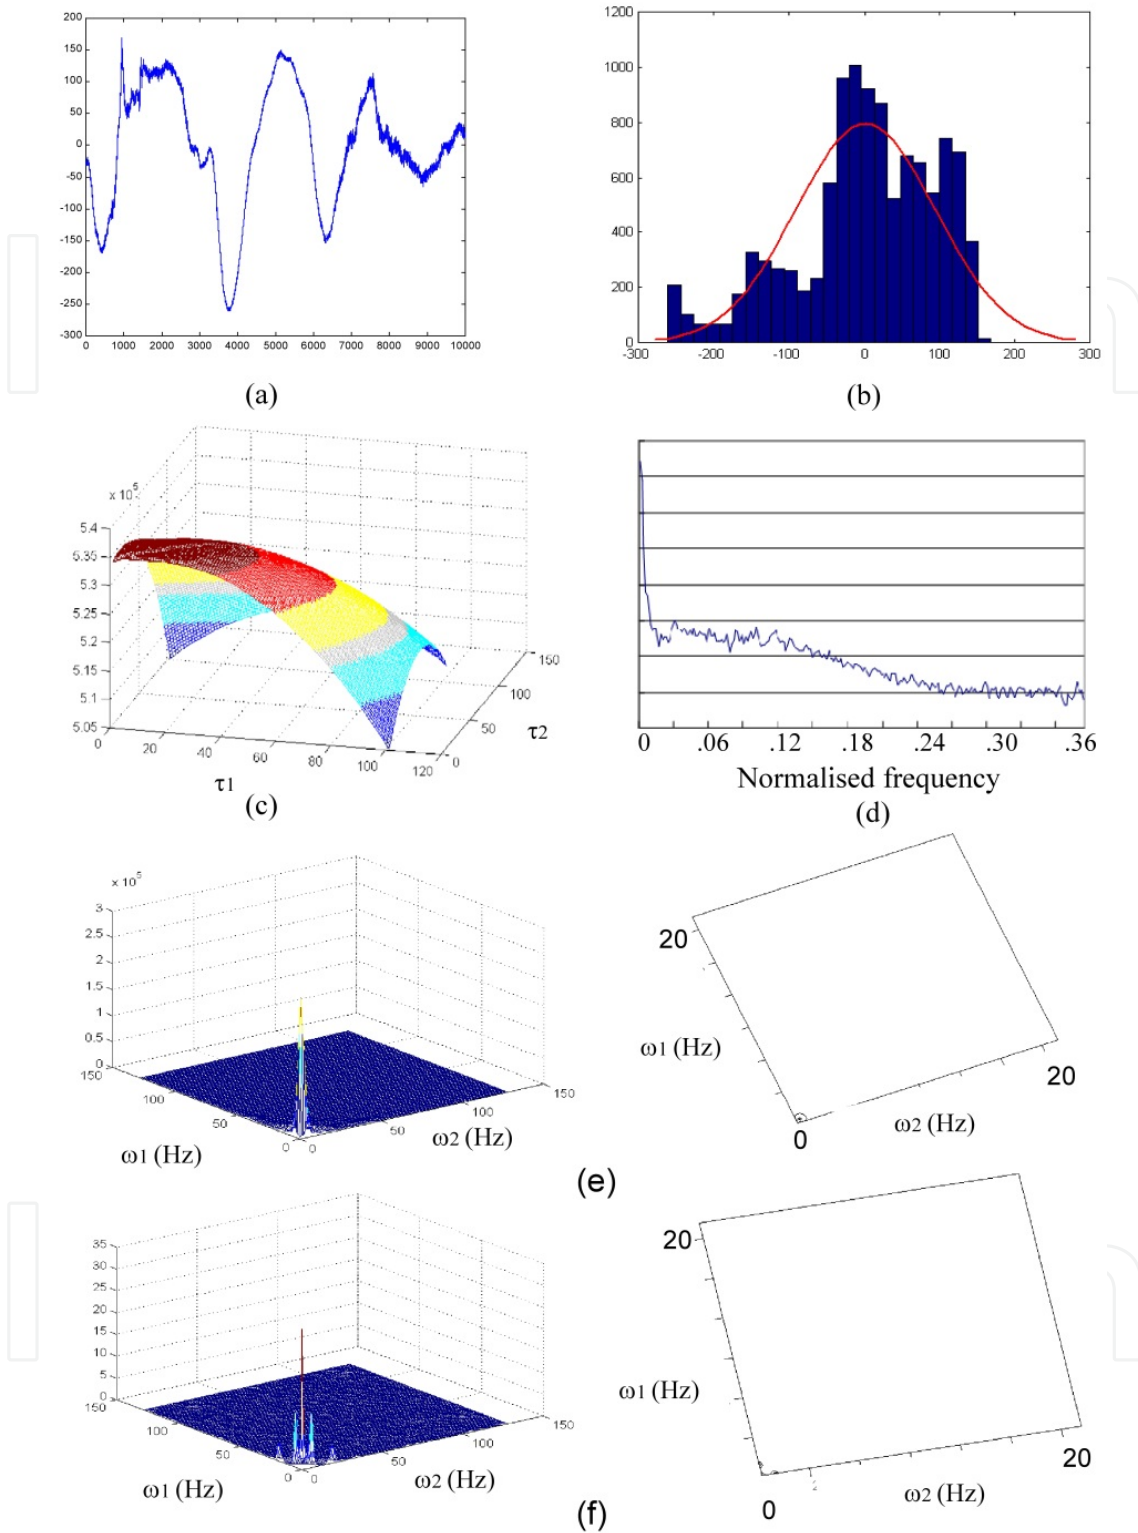 200
150
100
50
0
-50
-100
-150
-200
-250
-300
0 1000 2000 3000 4000 5000 6000 7000 8000 9000 10000
(a)
1200
1000
800
600
400
200
0
-300 -200 -100 0 100 200 300
(b)
x 10^5
5.4
5.35
5.3
5.25
5.2
5.15
5.1
5.05
0 20 40 60 80 100 120
0 50 100 150
τ1
τ2
(c)
0 .06 .12 .18 .24 .30 .36
Normalised frequency
(d)
x 10^5
3
2.5
2
1.5
1
0.5
0
150 100 50 0
0 50 100 150
ω1 (Hz)
ω2 (Hz)
20
ω1 (Hz)
0
20
ω2 (Hz)
(e)
35
30
25
20
15
10
5
0
150 100 50 0
0 50 100 150
ω1 (Hz)
ω2 (Hz)
20
ω1 (Hz)
0
20
ω2 (Hz)
(f)